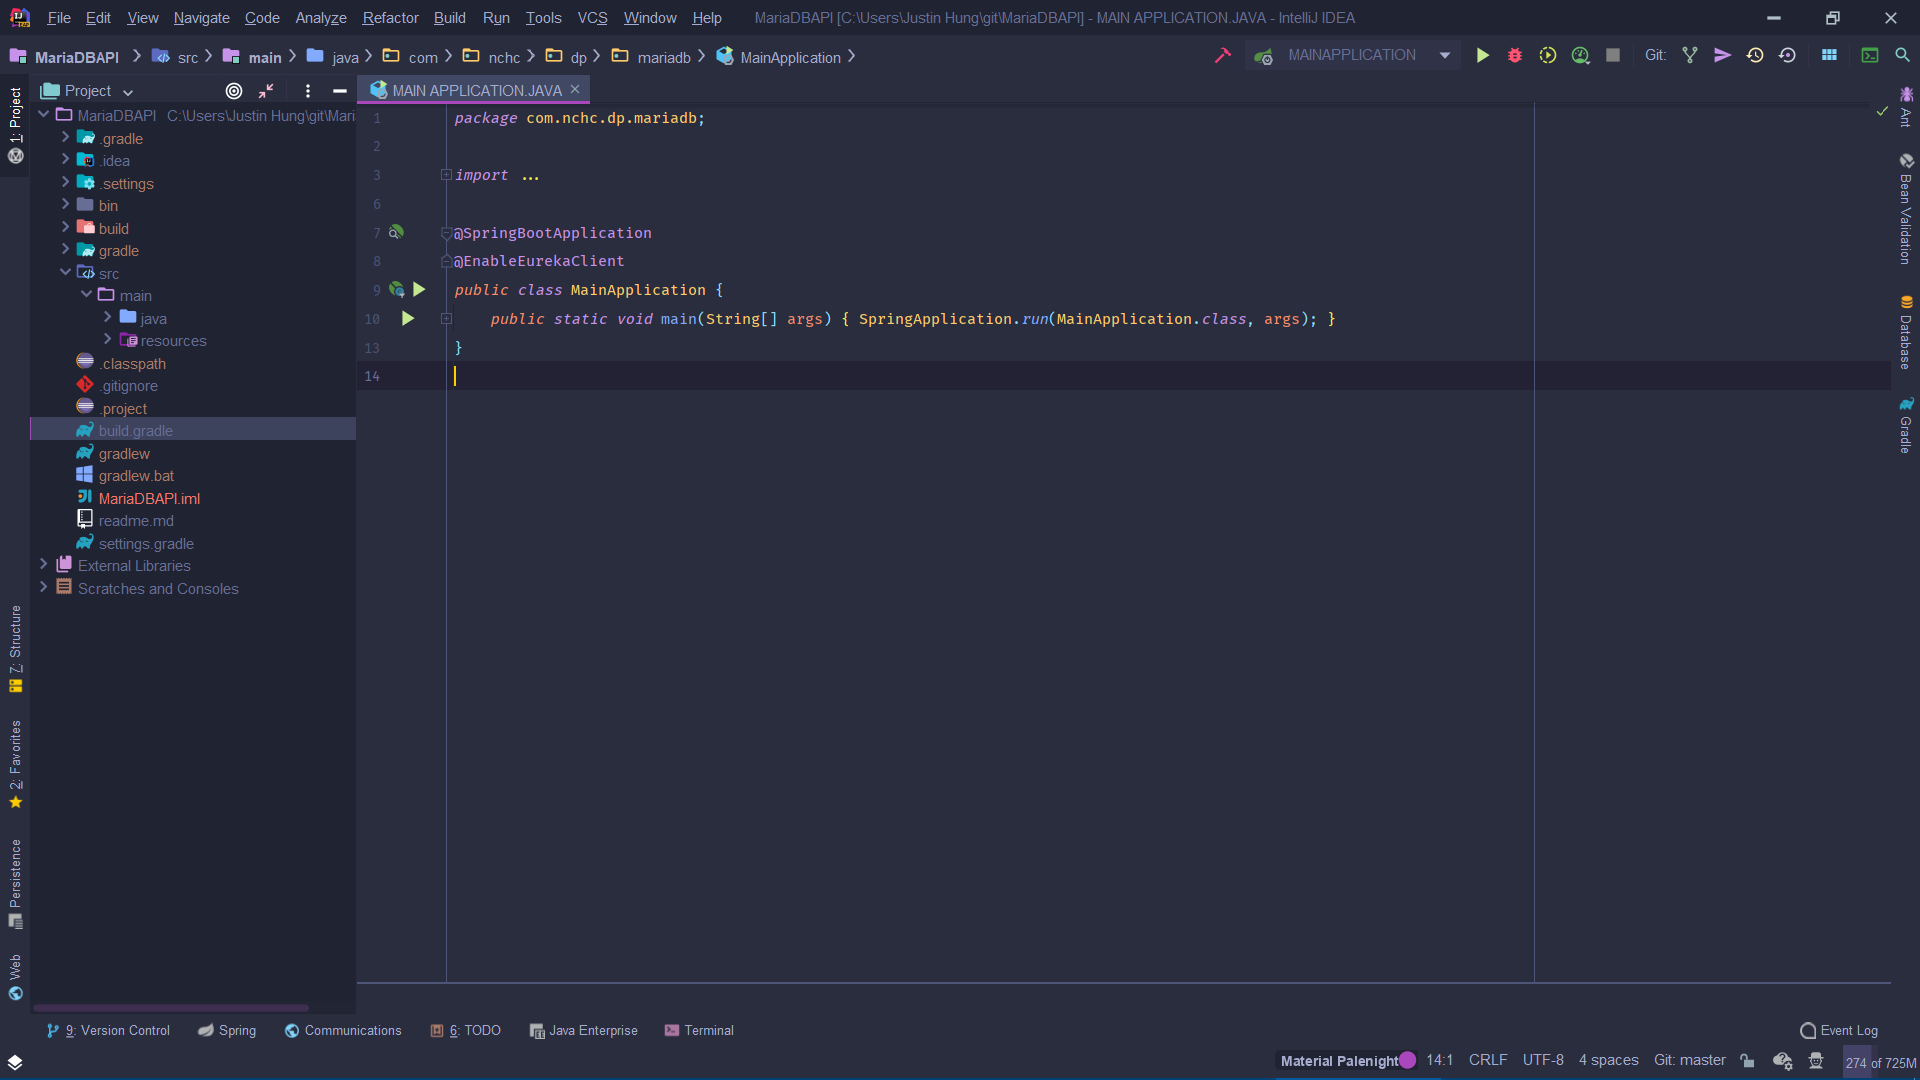 File Edit View Navigate Code Analyze Refactor Build Run Tools VCS Window Help MariaDBAPI [C:\Users\Justin Hung\git\MariaDBAPI] - MAIN APPLICATION.JAVA - IntelliJ IDEA
MariaDBAPI src main java com nchc dp mariadb MainApplication MAINAPPLICATION Git:
Project
MAIN APPLICATION.JAVA
1: Project
MariaDBAPI C:\Users\Justin Hung\git\Mari
.gradle
.idea
.settings
bin
build
gradle
src
main
java
resources
.classpath
.gitignore
.project
build.gradle
gradlew
gradlew.bat
MariaDBAPI.iml
readme.md
settings.gradle
External Libraries
Scratches and Consoles
7: Structure
2: Favorites
Persistence
Web
1 package com.nchc.dp.mariadb;
2
3 import ...
6
7 @SpringBootApplication
8 @EnableEurekaClient
9 public class MainApplication {
10 public static void main(String[] args) { SpringApplication.run(MainApplication.class, args); }
13 }
14
Ant
Bean Validation
Database
Gradle
9: Version Control Spring Communications 6: TODO Java Enterprise Terminal Event Log
Material Palenight 14:1 CRLF UTF-8 4 spaces Git: master 274 of 725M